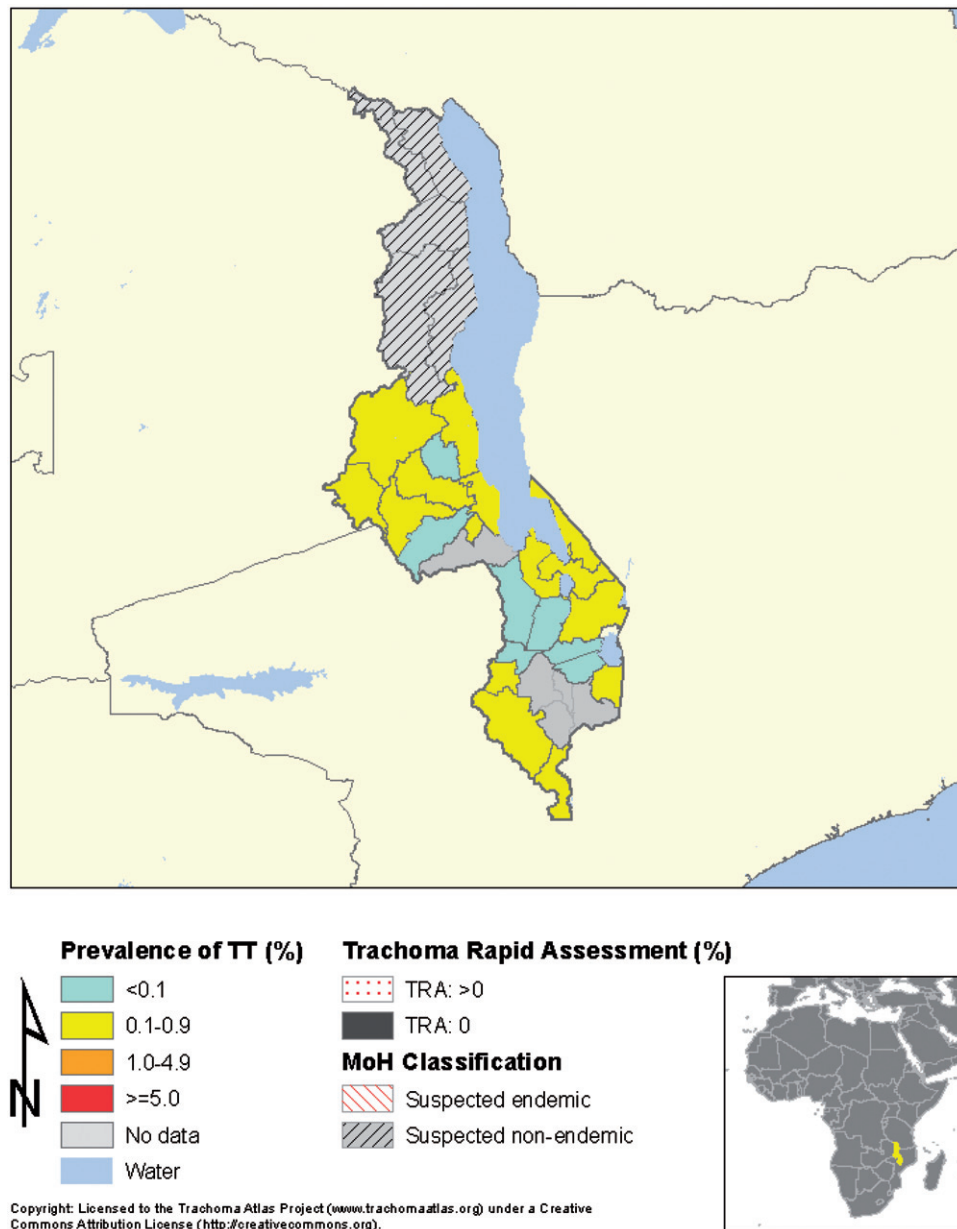 Prevalence of TT (%)
<0.1
0.1-0.9
1.0-4.9
>=5.0
No data
Water
Trachoma Rapid Assessment (%)
TRA: >0
TRA: 0
MoH Classification
Suspected endemic
Suspected non-endemic
N
Copyright: Licensed to the Trachoma Atlas Project (www.trachomaatlas.org) under a Creative
Commons Attribution License (http://creativecommons.org).